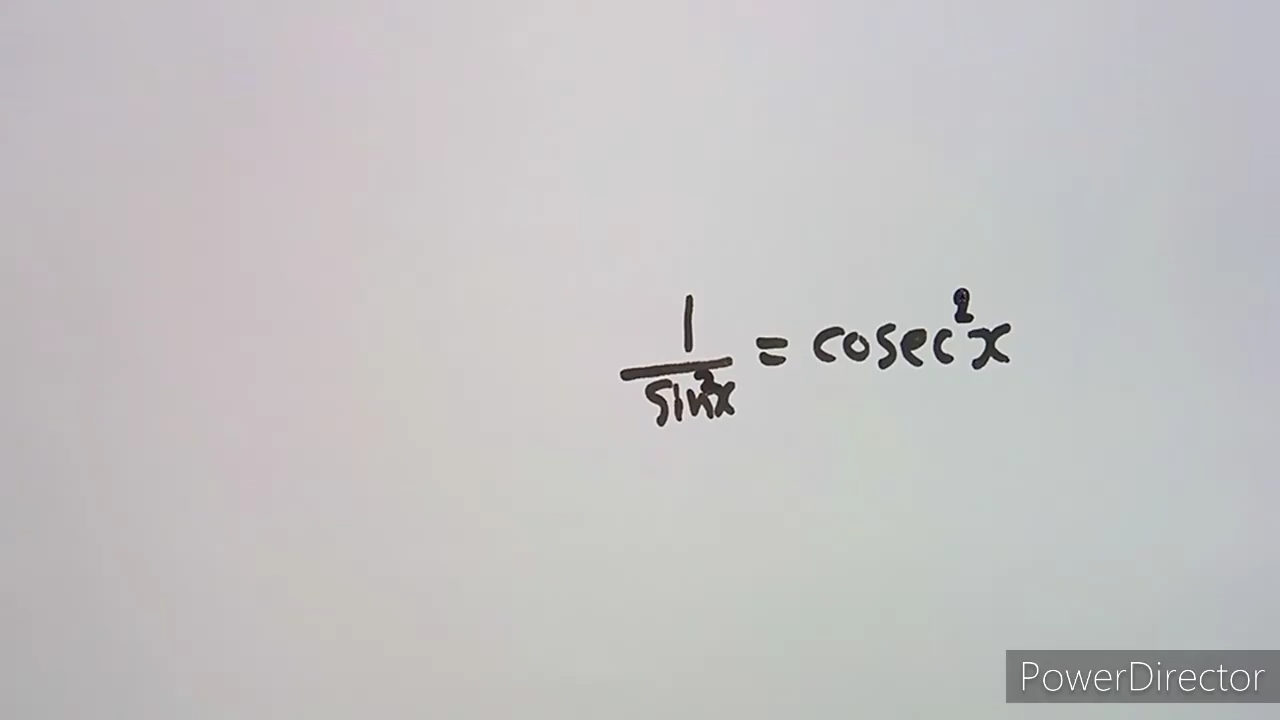 1/sin²x = cosec²x
PowerDirector